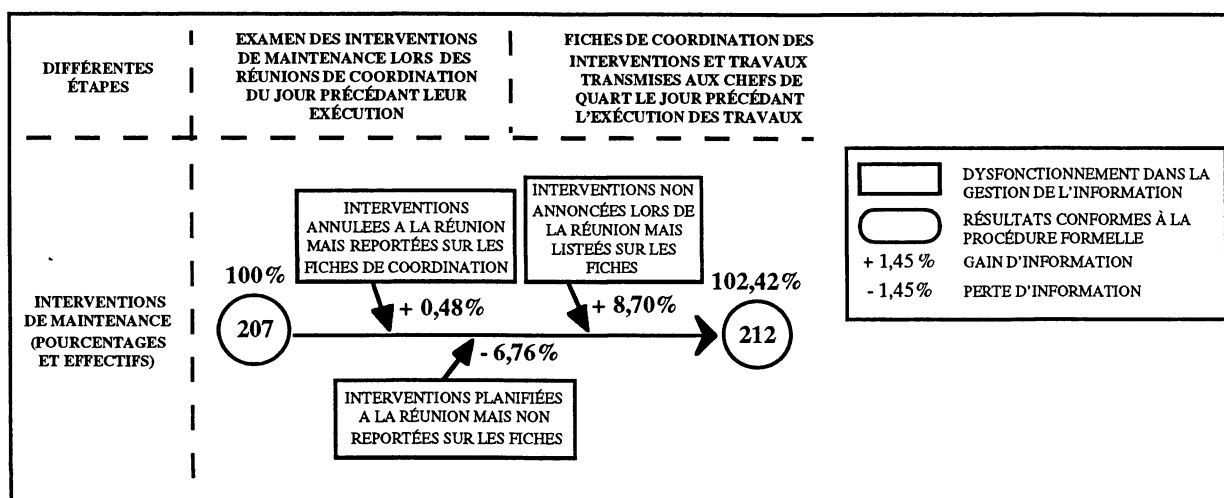 DIFFÉRENTES
ÉTAPES
EXAMEN DES INTERVENTIONS
DE MAINTENANCE LORS DES
RÉUNIONS DE COORDINATION
DU JOUR PRÉCÉDANT LEUR
EXÉCUTION
FICHES DE COORDINATION DES
INTERVENTIONS ET TRAVAUX
TRANSMISES AUX CHEFS DE
QUART LE JOUR PRÉCÉDANT
L'EXÉCUTION DES TRAVAUX
INTERVENTIONS
DE MAINTENANCE
(POURCENTAGES
ET EFFECTIFS)
100%
207
INTERVENTIONS
ANNULEES A LA RÉUNION
MAIS REPORTÉES SUR LES
FICHES DE COORDINATION
+ 0,48%
INTERVENTIONS NON
ANNONCÉES LORS DE
LA RÉUNION MAIS
LISTEÉS SUR LES
FICHES
+ 8,70%
- 6,76%
INTERVENTIONS PLANIFIÉES
A LA RÉUNION MAIS NON
REPORTÉES SUR LES FICHES
102,42%
212
DYSFONCTIONNEMENT DANS LA
GESTION DE L'INFORMATION
RÉSULTATS CONFORMES À LA
PROCÉDURE FORMELLE
+ 1,45% GAIN D'INFORMATION
- 1,45% PERTE D'INFORMATION